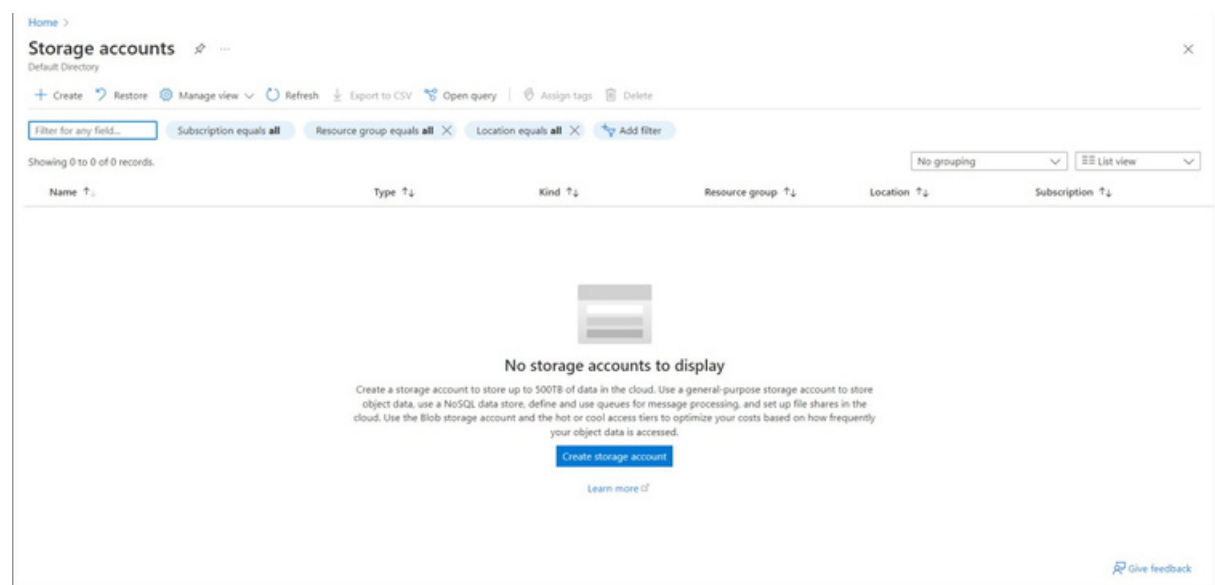 Home >
Storage accounts
Default Directory
Create Restore Manage view Refresh Export to CSV Open query Assign tags Delete
Filter for any field... Subscription equals all Resource group equals all Location equals all Add filter
Showing 0 to 0 of 0 records. No grouping List view
Name Type Kind Resource group Location Subscription
No storage accounts to display
Create a storage account to store up to 500TB of data in the cloud. Use a general-purpose storage account to store
object data, use a NoSQL data store, define and use queues for message processing, and set up file shares in the
cloud. Use the Blob storage account and the hot or cool access tiers to optimize your costs based on how frequently
your object data is accessed.
Create storage account
Learn more
Give feedback